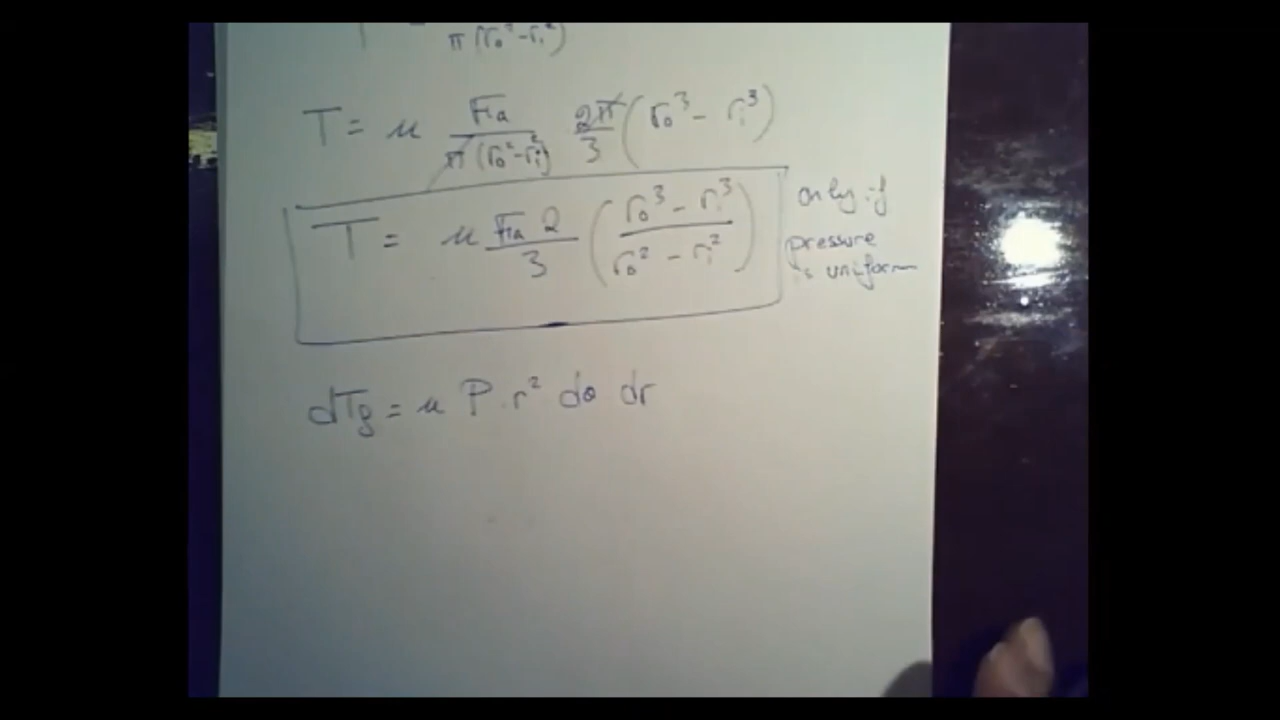 π(r₀² - rᵢ²)
T = μ Fa / π(r₀² - rᵢ²) 2π/3 (r₀³ - rᵢ³)
T = μ Fa 2 / 3 ( r₀³ - rᵢ³ / r₀² - rᵢ² )
only if
pressure
is uniform
dTg = μ P · r² dθ dr